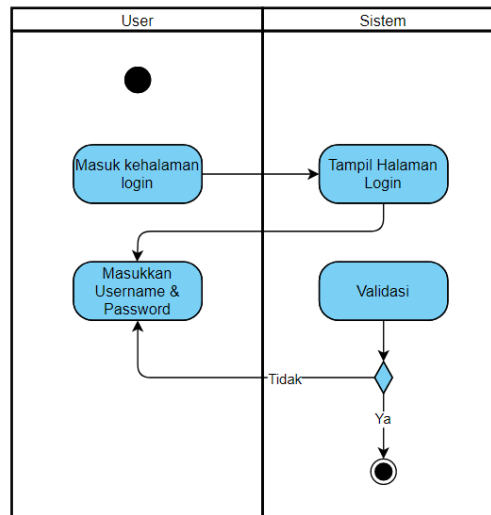 User
Sistem
Masuk kehalaman
login
Tampil Halaman
Login
Masukkan
Username &
Password
Validasi
Tidak
Ya